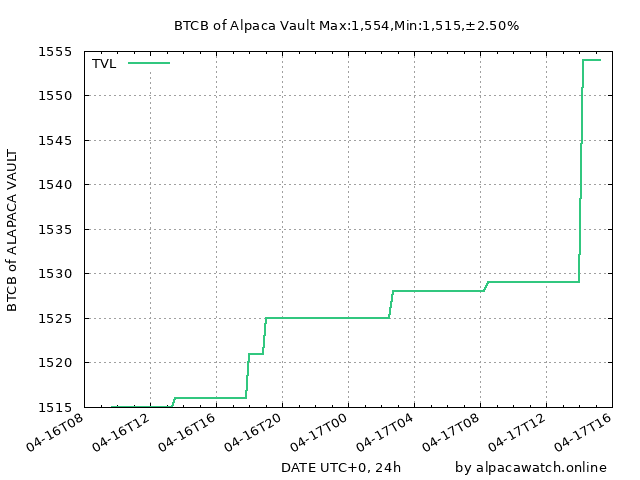 BTCB of Alpaca Vault Max:1,554,Min:1,515,±2.50%
TVL
BTCB of ALAPACA VAULT
1555
1550
1545
1540
1535
1530
1525
1520
1515
04-16T08
04-16T12
04-16T16
04-16T20
04-17T00
04-17T04
04-17T08
04-17T12
04-17T16
DATE UTC+0, 24h
by alpacawatch.online